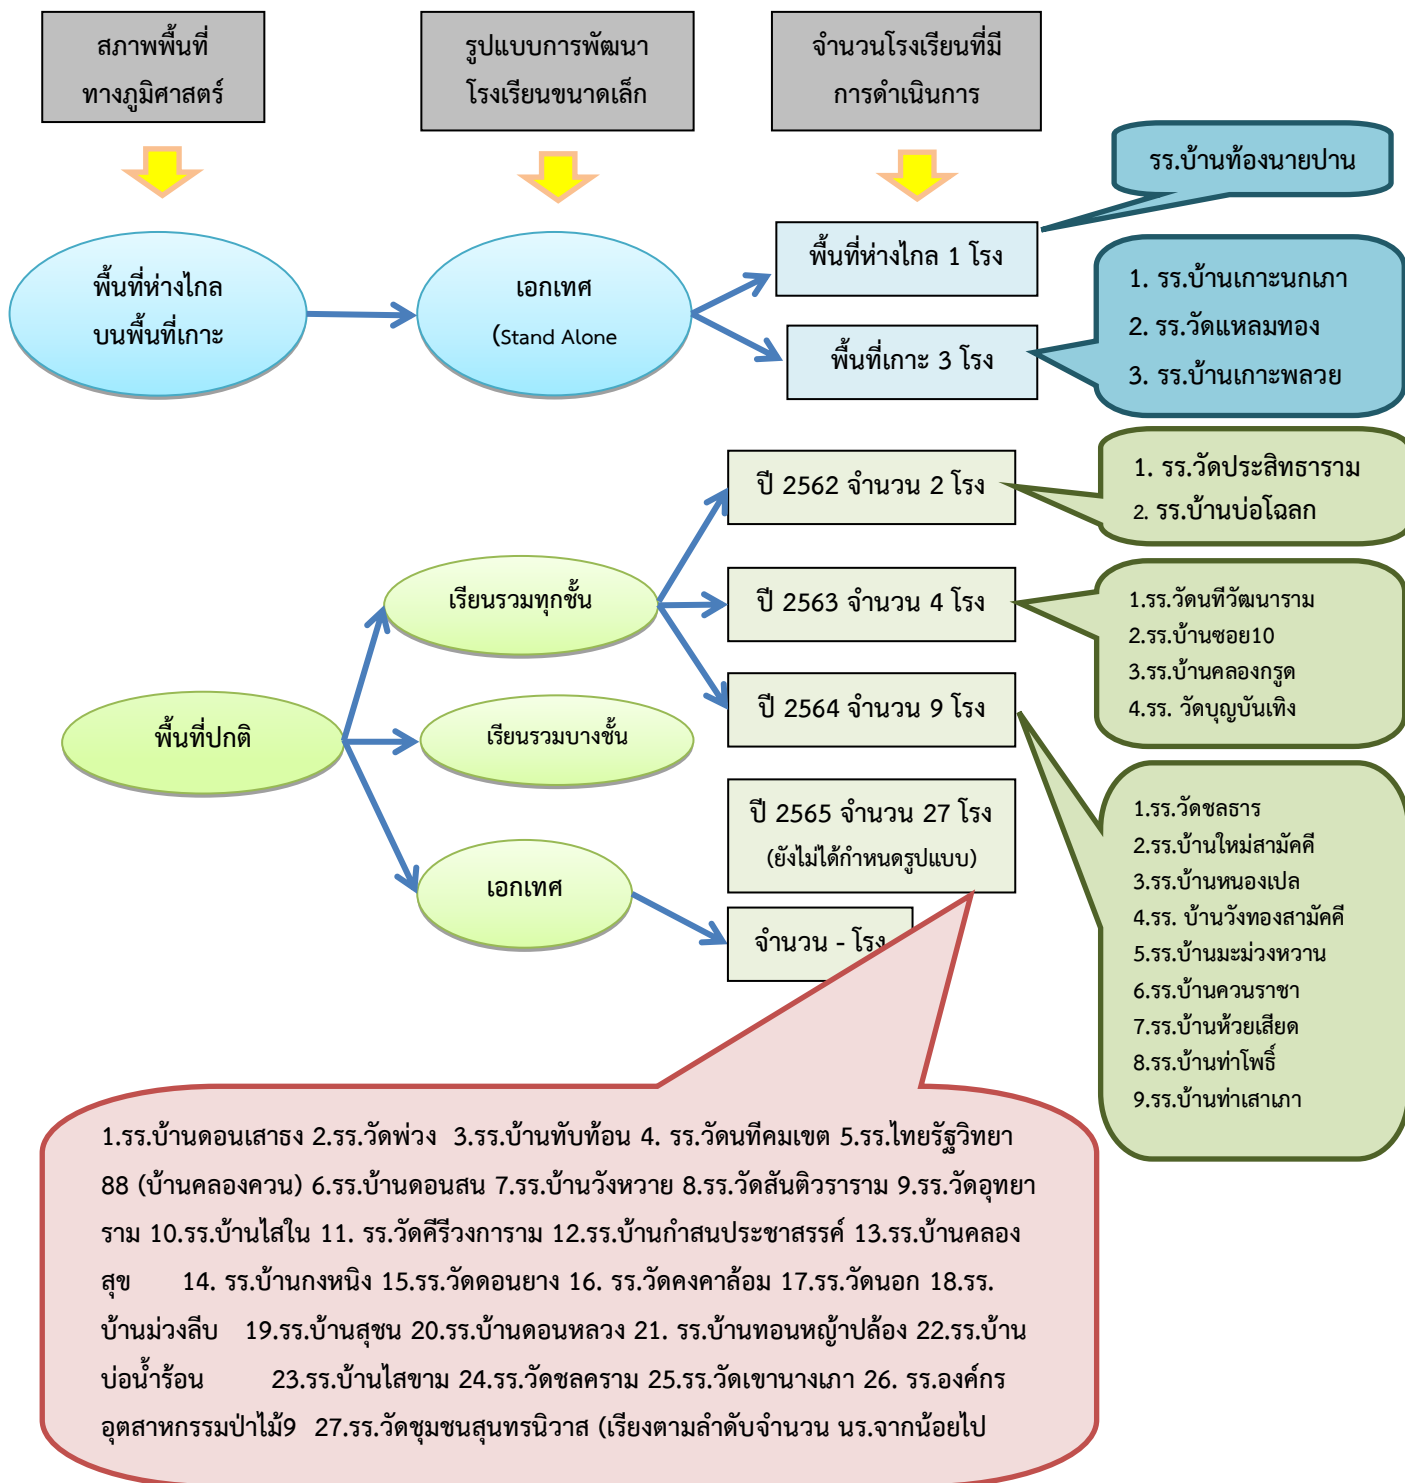 สภาพพื้นที่
ทางภูมิศาสตร์
รูปแบบการพัฒนา
โรงเรียนขนาดเล็ก
จำนวนโรงเรียนที่มี
การดำเนินการ
รร.บ้านท้องนายปาน
พื้นที่ห่างไกล
บนพื้นที่เกาะ
เอกเทศ
(Stand Alone
พื้นที่ห่างไกล 1 โรง
พื้นที่เกาะ 3 โรง
1. รร.บ้านเกาะนกเภา
2. รร.วัดแหลมทอง
3. รร.บ้านเกาะพลวย
พื้นที่ปกติ
เรียนรวมทุกชั้น
เรียนรวมบางชั้น
เอกเทศ
ปี 2562 จำนวน 2 โรง
1. รร.วัดประสิทธาราม
2. รร.บ้านบ่อโฉลก
ปี 2563 จำนวน 4 โรง
1.รร.วัดนทีวัฒนาราม
2.รร.บ้านซอย10
3.รร.บ้านคลองกรูด
4.รร. วัดบุญบันเทิง
ปี 2564 จำนวน 9 โรง
1.รร.วัดชลธาร
2.รร.บ้านใหม่สามัคคี
3.รร.บ้านหนองเปล
4.รร. บ้านวังทองสามัคคี
5.รร.บ้านมะม่วงหวาน
6.รร.บ้านควนราชา
7.รร.บ้านห้วยเสียด
8.รร.บ้านท่าโพธิ์
9.รร.บ้านท่าเสาเภา
ปี 2565 จำนวน 27 โรง
(ยังไม่ได้กำหนดรูปแบบ)
จำนวน - โรง
1.รร.บ้านดอนเสาธง 2.รร.วัดพ่วง 3.รร.บ้านทับท้อน 4. รร.วัดนทีคมเขต 5.รร.ไทยรัฐวิทยา
88 (บ้านคลองควน) 6.รร.บ้านดอนสน 7.รร.บ้านวังหวาย 8.รร.วัดสันติวราราม 9.รร.วัดอุทยา
ราม 10.รร.บ้านไสใน 11. รร.วัดคีรีวงการาม 12.รร.บ้านกำสนประชาสรรค์ 13.รร.บ้านคลอง
สุข 14. รร.บ้านกงหนิง 15.รร.วัดดอนยาง 16. รร.วัดคงคาล้อม 17.รร.วัดนอก 18.รร.
บ้านม่วงลีบ 19.รร.บ้านสุชน 20.รร.บ้านดอนหลวง 21. รร.บ้านทอนหญ้าปล้อง 22.รร.บ้าน
บ่อน้ำร้อน 23.รร.บ้านไสขาม 24.รร.วัดชลคราม 25.รร.วัดเขานางเภา 26. รร.องค์กร
อุตสาหกรรมป่าไม้9 27.รร.วัดชุมชนสุนทรนิวาส (เรียงตามลำดับจำนวน นร.จากน้อยไป